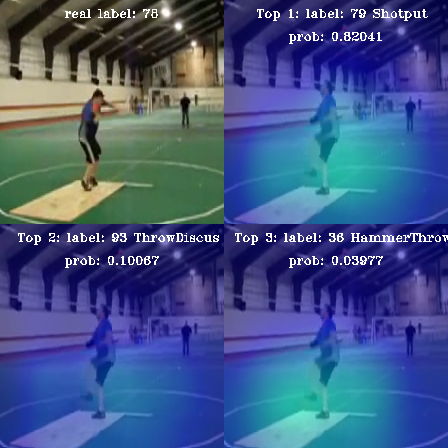 real label: 78
Top 1: label: 79 Shotput
prob: 0.82041
Top 2: label: 93 ThrowDiscus
prob: 0.10067
Top 3: label: 36 HammerThrow
prob: 0.03977